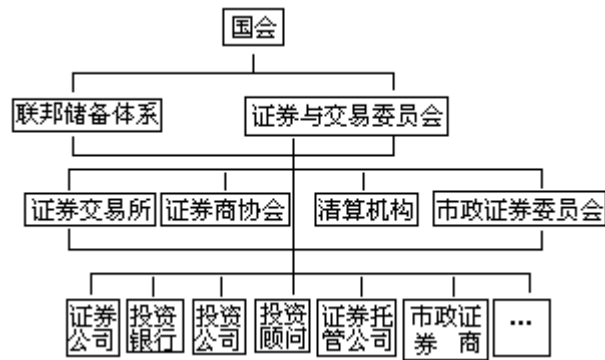 国会
联邦储备体系
证券与交易委员会
证券交易所
证券商协会
清算机构
市政证券委员会
证券
公司
投资
银行
投资
公司
投资
顾问
证券托
管公司
市政证
券 商
...